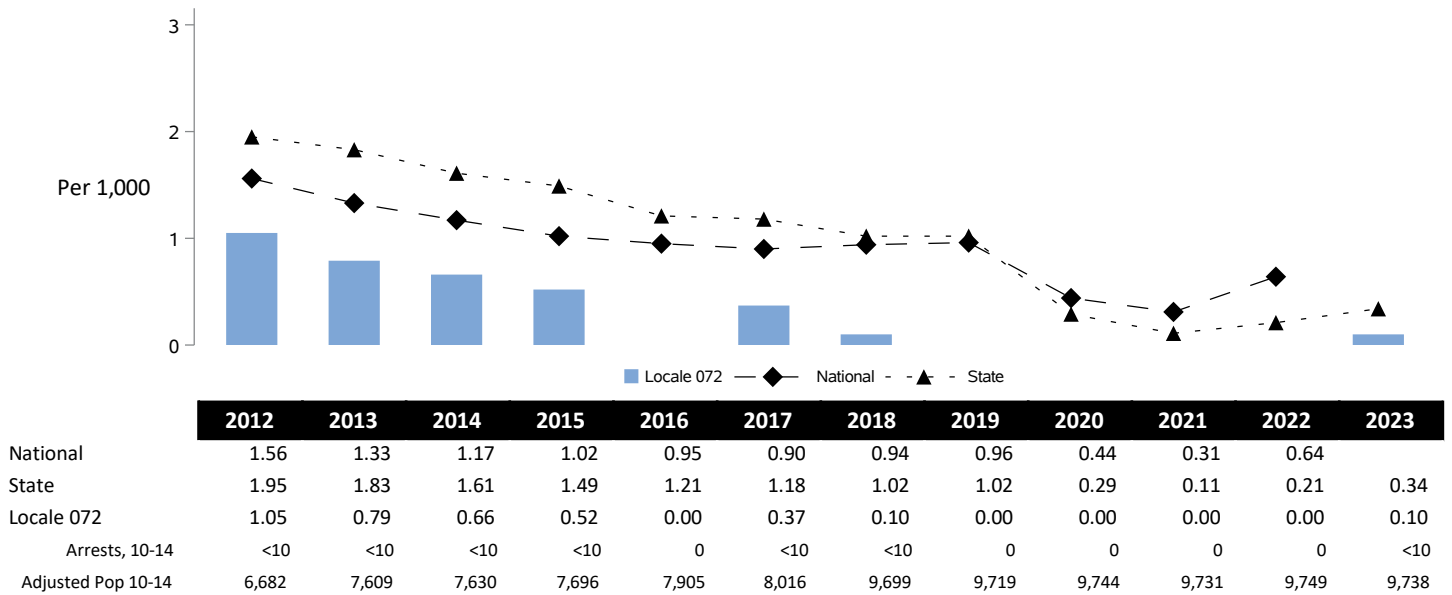 3
2
Per 1,000
1
0
Locale 072 National State
2012 2013 2014 2015 2016 2017 2018 2019 2020 2021 2022 2023
National 1.56 1.33 1.17 1.02 0.95 0.90 0.94 0.96 0.44 0.31 0.64
State 1.95 1.83 1.61 1.49 1.21 1.18 1.02 1.02 0.29 0.11 0.21 0.34
Locale 072 1.05 0.79 0.66 0.52 0.00 0.37 0.10 0.00 0.00 0.00 0.00 0.10
Arrests, 10-14 <10 <10 <10 <10 0 <10 <10 0 0 0 0 <10
Adjusted Pop 10-14 6,682 7,609 7,630 7,696 7,905 8,016 9,699 9,719 9,744 9,731 9,749 9,738